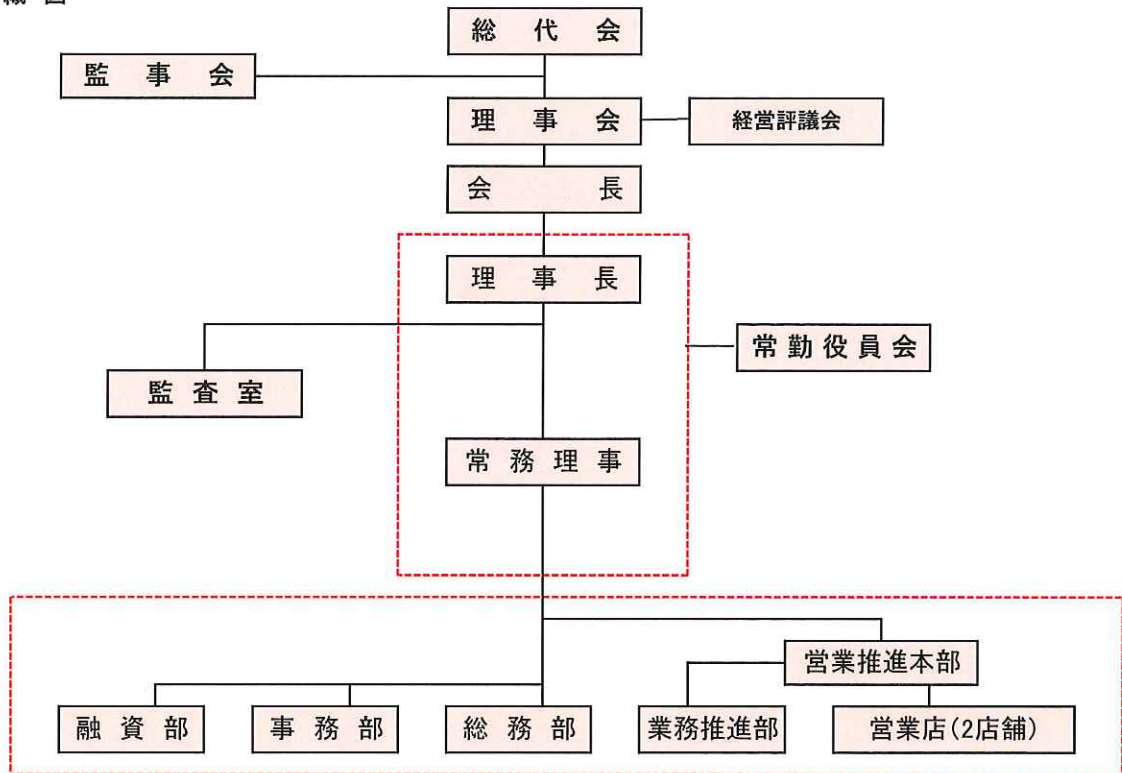 総代会
監事会
理事会
経営評議会
会長
理事長
常勤役員会
監査室
常務理事
営業推進本部
融資部
事務部
総務部
業務推進部
営業店(2店舗)